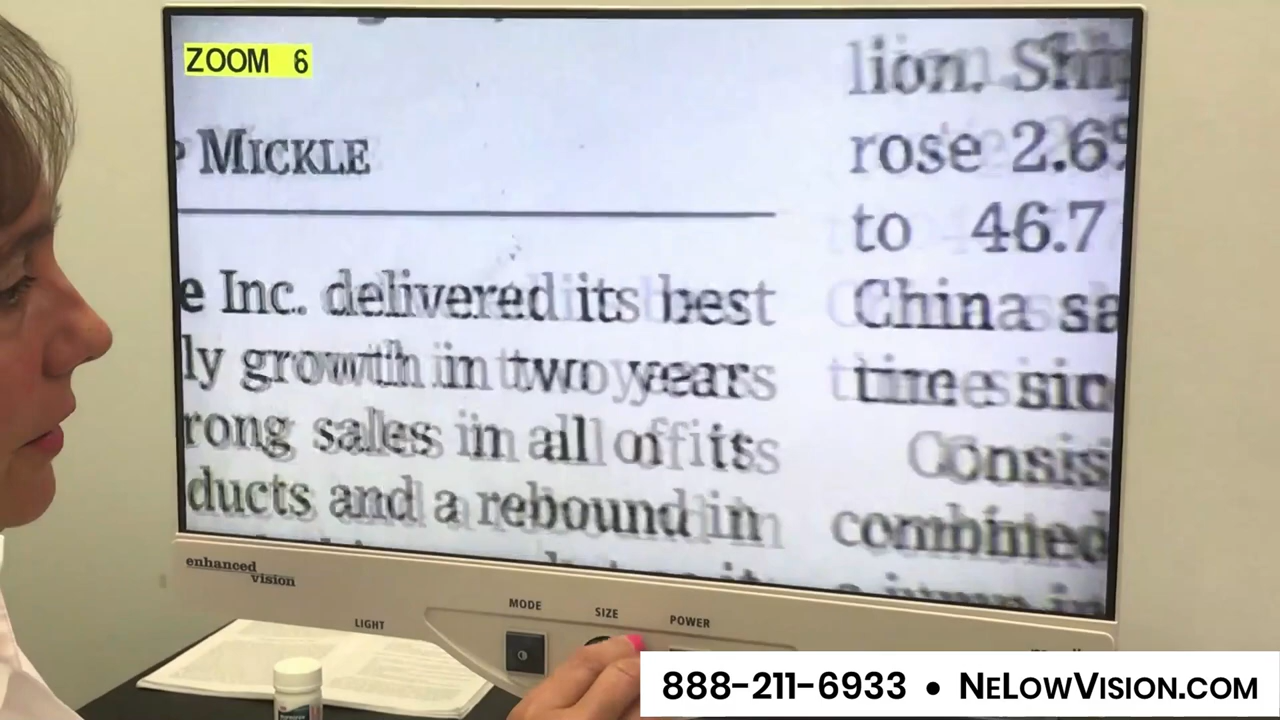 ZOOM 6
MICKLE
e Inc. delivered its best
ly growth in two years
rong sales in all of its
ducts and a rebound in
lion.
rose 2.6%
to 46.7
China sa
time sinc
Consis
combined
enhanced
vision
LIGHT
MODE
SIZE
POWER
888-211-6933 • NELOWVISION.COM